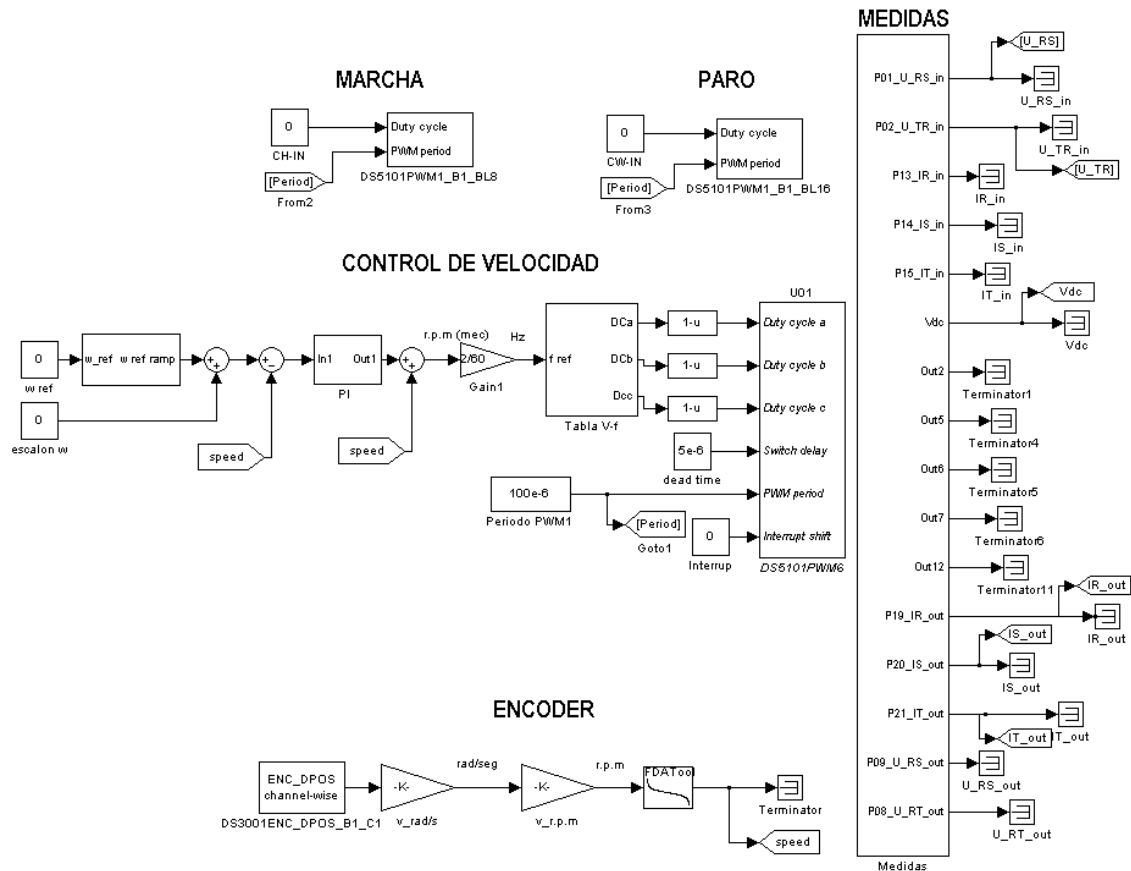 MEDIDAS
MARCHA
PARO
0
CH-IN
[Period]
From2
Duty cycle
PWM period
DS5101PWM1_B1_BL8
0
CW-IN
[Period]
From3
Duty cycle
PWM period
DS5101PWM1_B1_BL16
CONTROL DE VELOCIDAD
0
w ref
w_ref
w ref ramp
0
escalon w
speed
In1
Out1
PI
speed
r.p.m (mec)
2/60
Gain1
Hz
f ref
DCa
DCb
Dcc
Tabla V-f
1-u
1-u
1-u
5e-6
dead time
100e-6
Periodo PWM1
[Period]
Goto1
0
Interrup
UO1
Duty cycle a
Duty cycle b
Duty cycle c
Switch delay
PWM period
Interrupt shift
DS5101PWM6
ENCODER
ENC_DPOS
channel-wise
DS3001ENC_DPOS_B1_C1
-K-
v_rad/s
rad/seg
-K-
v_r.p.m
r.p.m
FDATool
Terminator
speed
P01_U_RS_in
[U_RS]
U_RS_in
P02_U_TR_in
U_TR_in
[U_TR]
P13_IR_in
IR_in
P14_IS_in
IS_in
P15_IT_in
IT_in
Vdc
Vdc
Vdc
Out2
Terminator1
Out5
Terminator4
Out6
Terminator5
Out7
Terminator6
Out12
Terminator11
P19_IR_out
IR_out
IR_out
P20_IS_out
IS_out
IS_out
P21_IT_out
IT_out
IT_out
P09_U_RS_out
U_RS_out
P08_U_RT_out
U_RT_out
Medidas